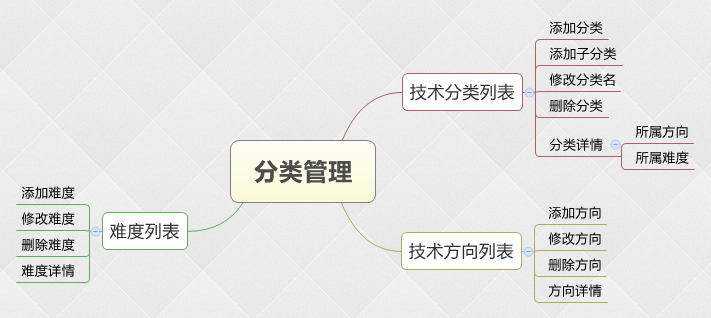 分类管理
技术分类列表
添加分类
添加子分类
修改分类名
删除分类
分类详情
所属方向
所属难度
技术方向列表
添加方向
修改方向
删除方向
方向详情
难度列表
添加难度
修改难度
删除难度
难度详情